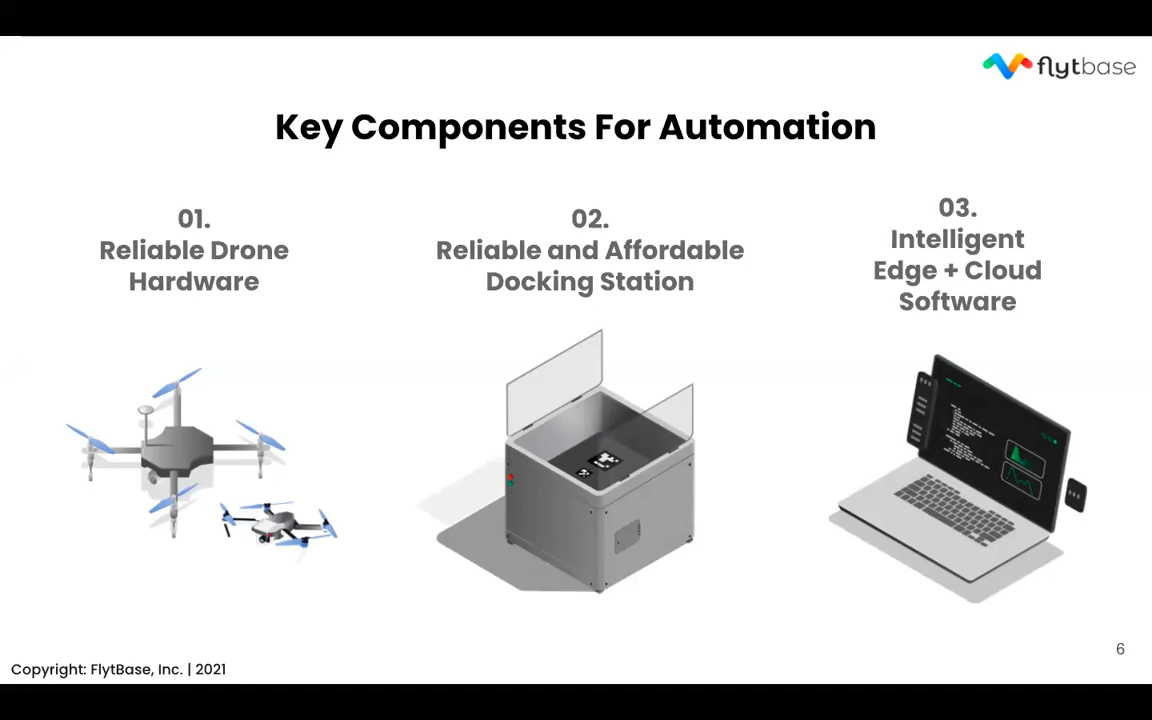 flytbase
Key Components For Automation
01.
Reliable Drone
Hardware
02.
Reliable and Affordable
Docking Station
03.
Intelligent
Edge + Cloud
Software
6
Copyright: FlytBase, Inc. | 2021